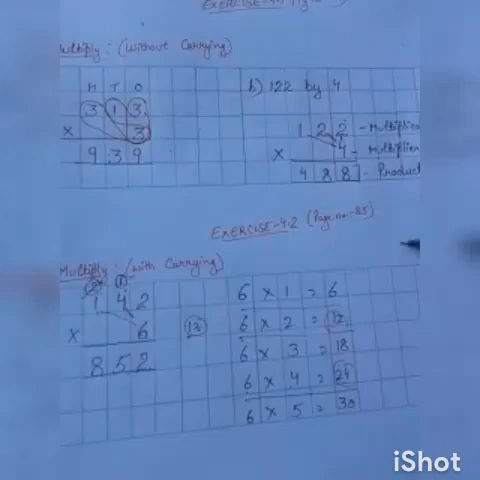 EXERCISE-4.1 (Pg no
Multiply : (Without Carrying)
H T O
3 1 3
× 3
9 3 9
b) 122 by 4
1 2 2 - Multiplica
× 4 - Multiplier
4 8 8 - Product
EXERCISE-4.2 (Page no-85)
Multiply : (with Carrying)
2 1
1 4 2
× 6
8 5 2
12
6 × 1 = 6
6 × 2 = 12
6 × 3 = 18
6 × 4 = 24
6 × 5 = 30
iShot